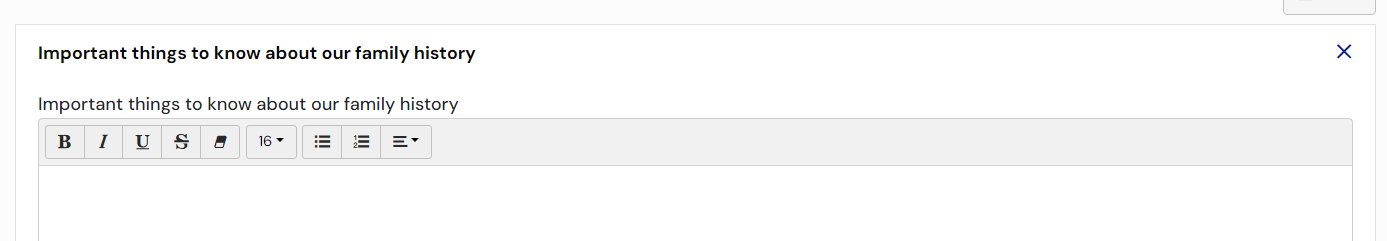 Important things to know about our family history
Important things to know about our family history
B I U S 16